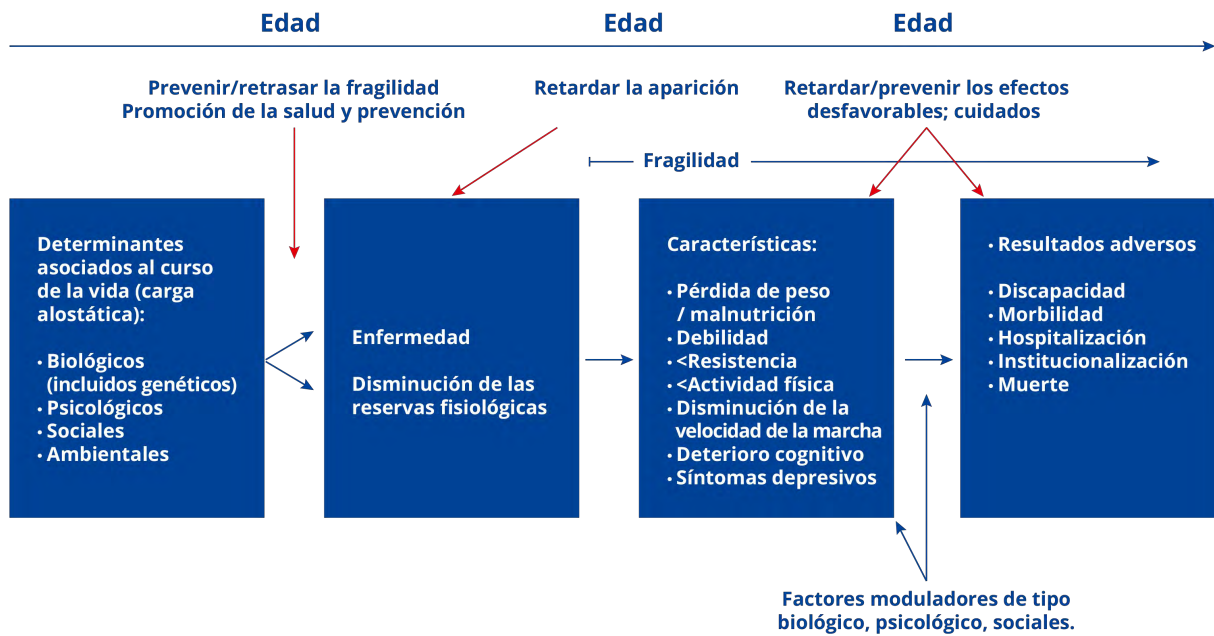 Edad
Edad
Edad
Prevenir/retrasar la fragilidad
Promoción de la salud y prevención
Retardar la aparición
Retardar/prevenir los efectos
desfavorables; cuidados
Fragilidad
Determinantes
asociados al curso
de la vida (carga
alostática):
• Biológicos
(incluidos genéticos)
• Psicológicos
• Sociales
• Ambientales
Enfermedad
Disminución de las
reservas fisiológicas
Características:
• Pérdida de peso
/ malnutrición
• Debilidad
• <Resistencia
• <Actividad física
• Disminución de la
velocidad de la marcha
• Deterioro cognitivo
• Síntomas depresivos
• Resultados adversos
• Discapacidad
• Morbilidad
• Hospitalización
• Institucionalización
• Muerte
Factores moduladores de tipo
biológico, psicológico, sociales.